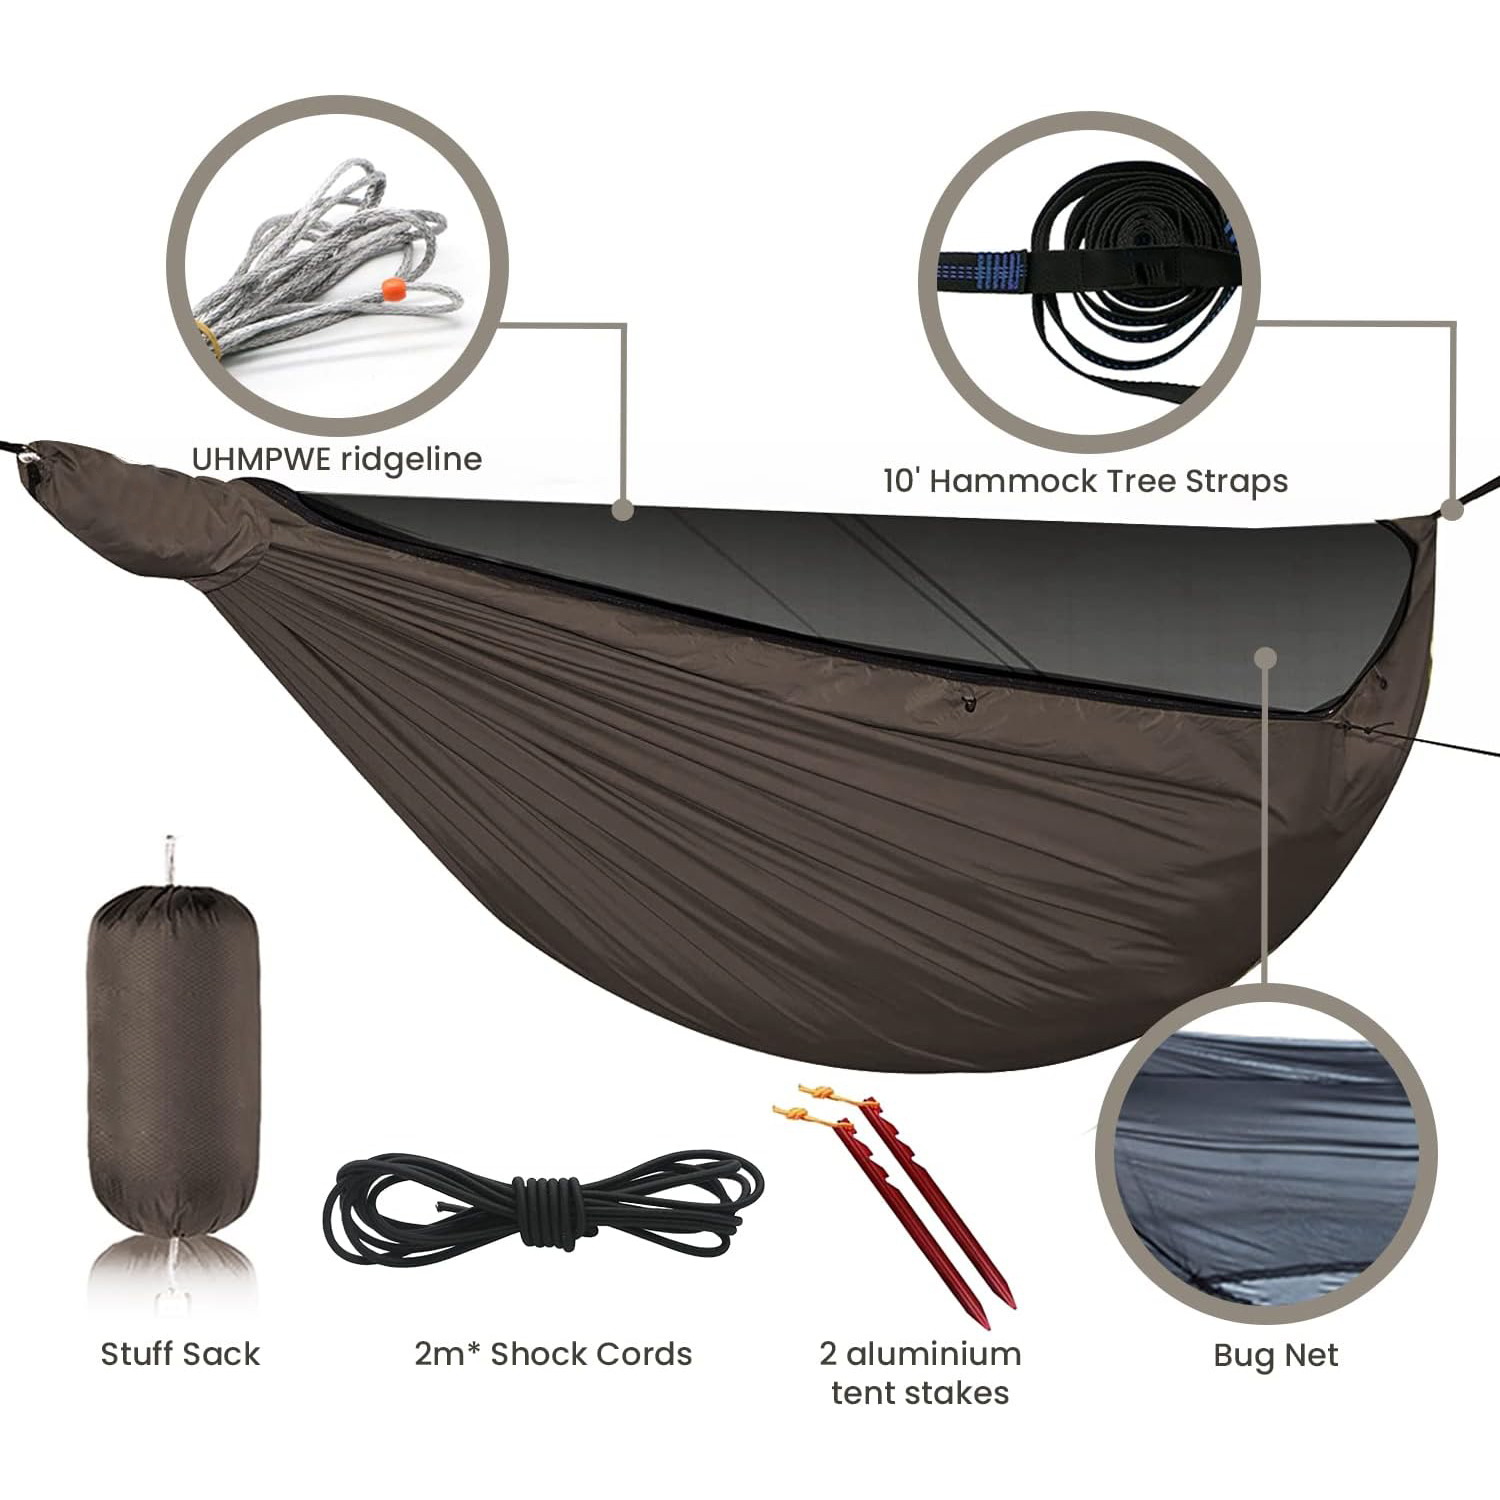 UHMPWE ridgeline
10' Hammock Tree Straps
Stuff Sack
2m* Shock Cords
2 aluminium
tent stakes
Bug Net